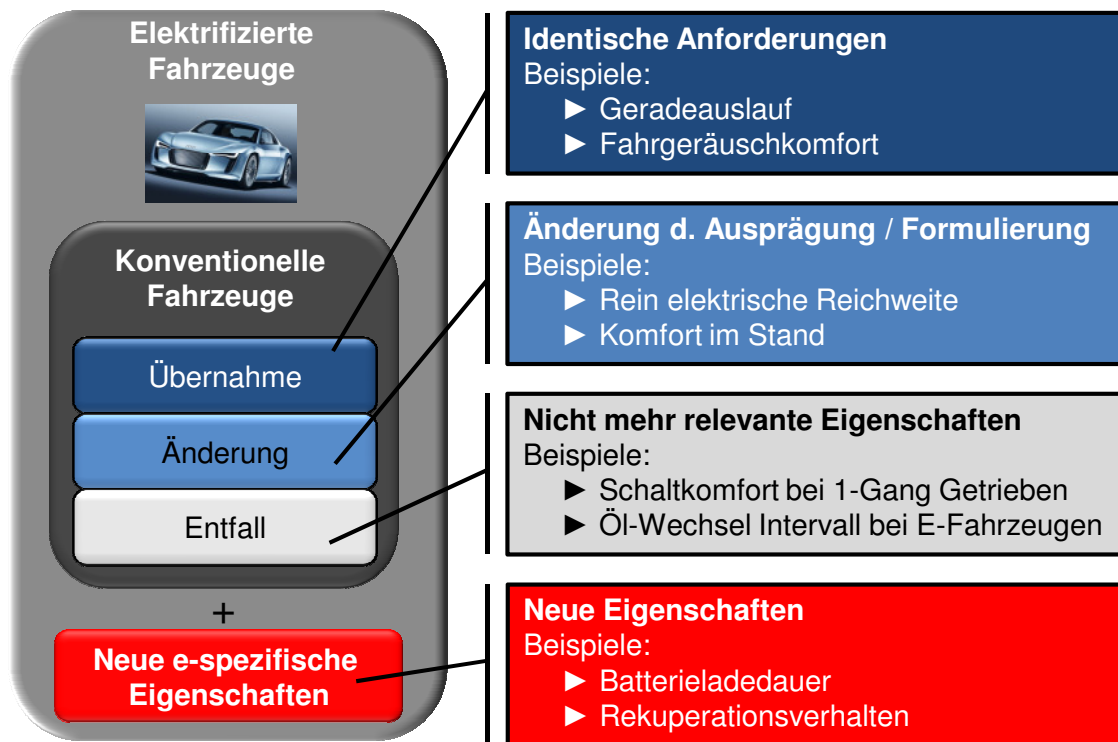 Elektrifizierte
Fahrzeuge
Konventionelle
Fahrzeuge
Übernahme
Änderung
Entfall
+
Neue e-spezifische
Eigenschaften
Identische Anforderungen
Beispiele:
► Geradeauslauf
► Fahrgeräuschkomfort
Änderung d. Ausprägung / Formulierung
Beispiele:
► Rein elektrische Reichweite
► Komfort im Stand
Nicht mehr relevante Eigenschaften
Beispiele:
► Schaltkomfort bei 1-Gang Getrieben
► Öl-Wechsel Intervall bei E-Fahrzeugen
Neue Eigenschaften
Beispiele:
► Batterieladedauer
► Rekuperationsverhalten